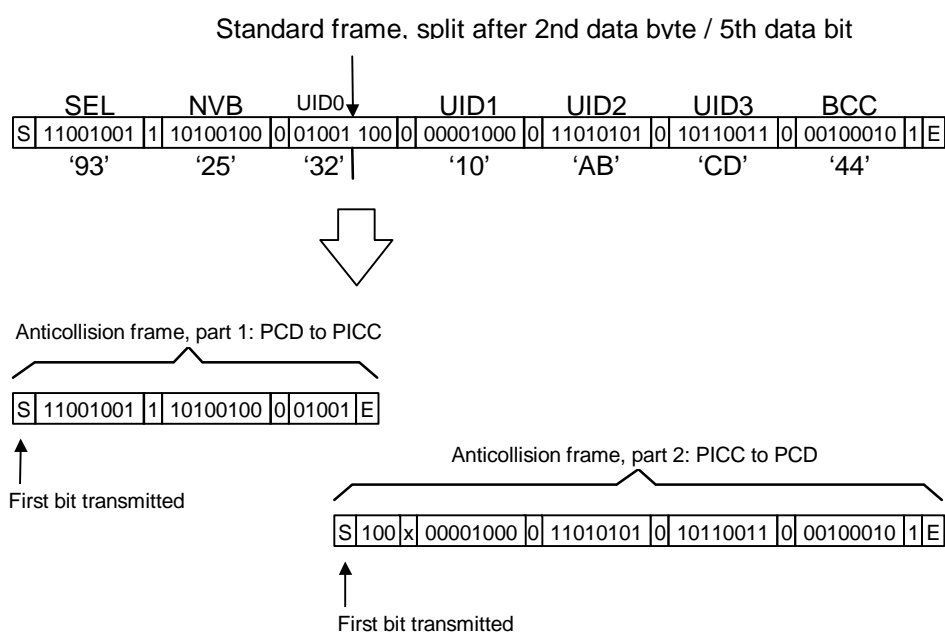 Standard frame, split after 2nd data byte / 5th data bit
SEL NVB UID0 UID1 UID2 UID3 BCC
S 11001001 1 10100100 0 01001 100 0 00001000 0 11010101 0 10110011 0 00100010 1 E
‘93’ ‘25’ ‘32’ ‘10’ ‘AB’ ‘CD’ ‘44’
Anticollision frame, part 1: PCD to PICC
S 11001001 1 10100100 0 01001 E
First bit transmitted
Anticollision frame, part 2: PICC to PCD
S 100 x 00001000 0 11010101 0 10110011 0 00100010 1 E
First bit transmitted